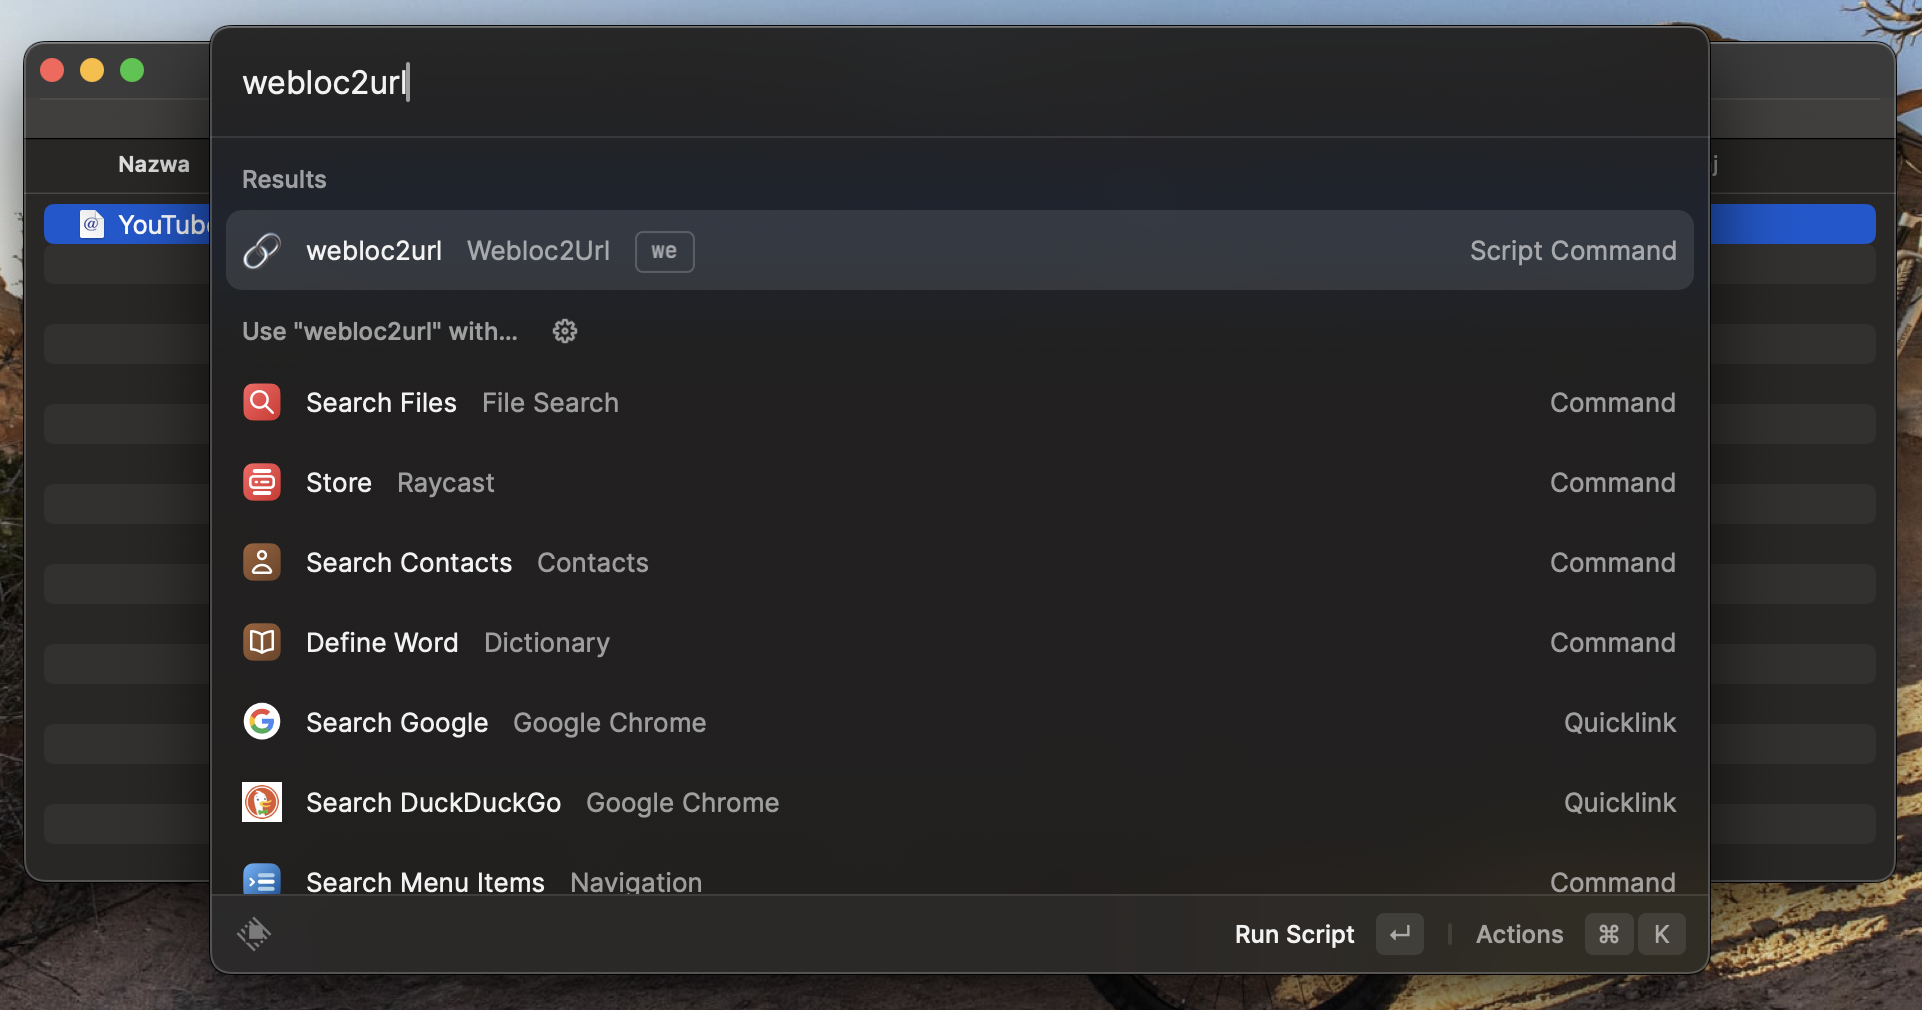 webloc2url
Nazwa
YouTube
j
Results
webloc2url Webloc2Url we Script Command
Use "webloc2url" with...
Search Files File Search Command
Store Raycast Command
Search Contacts Contacts Command
Define Word Dictionary Command
Search Google Google Chrome Quicklink
Search DuckDuckGo Google Chrome Quicklink
Search Menu Items Navigation Command
Run Script ↵ Actions ⌘ K